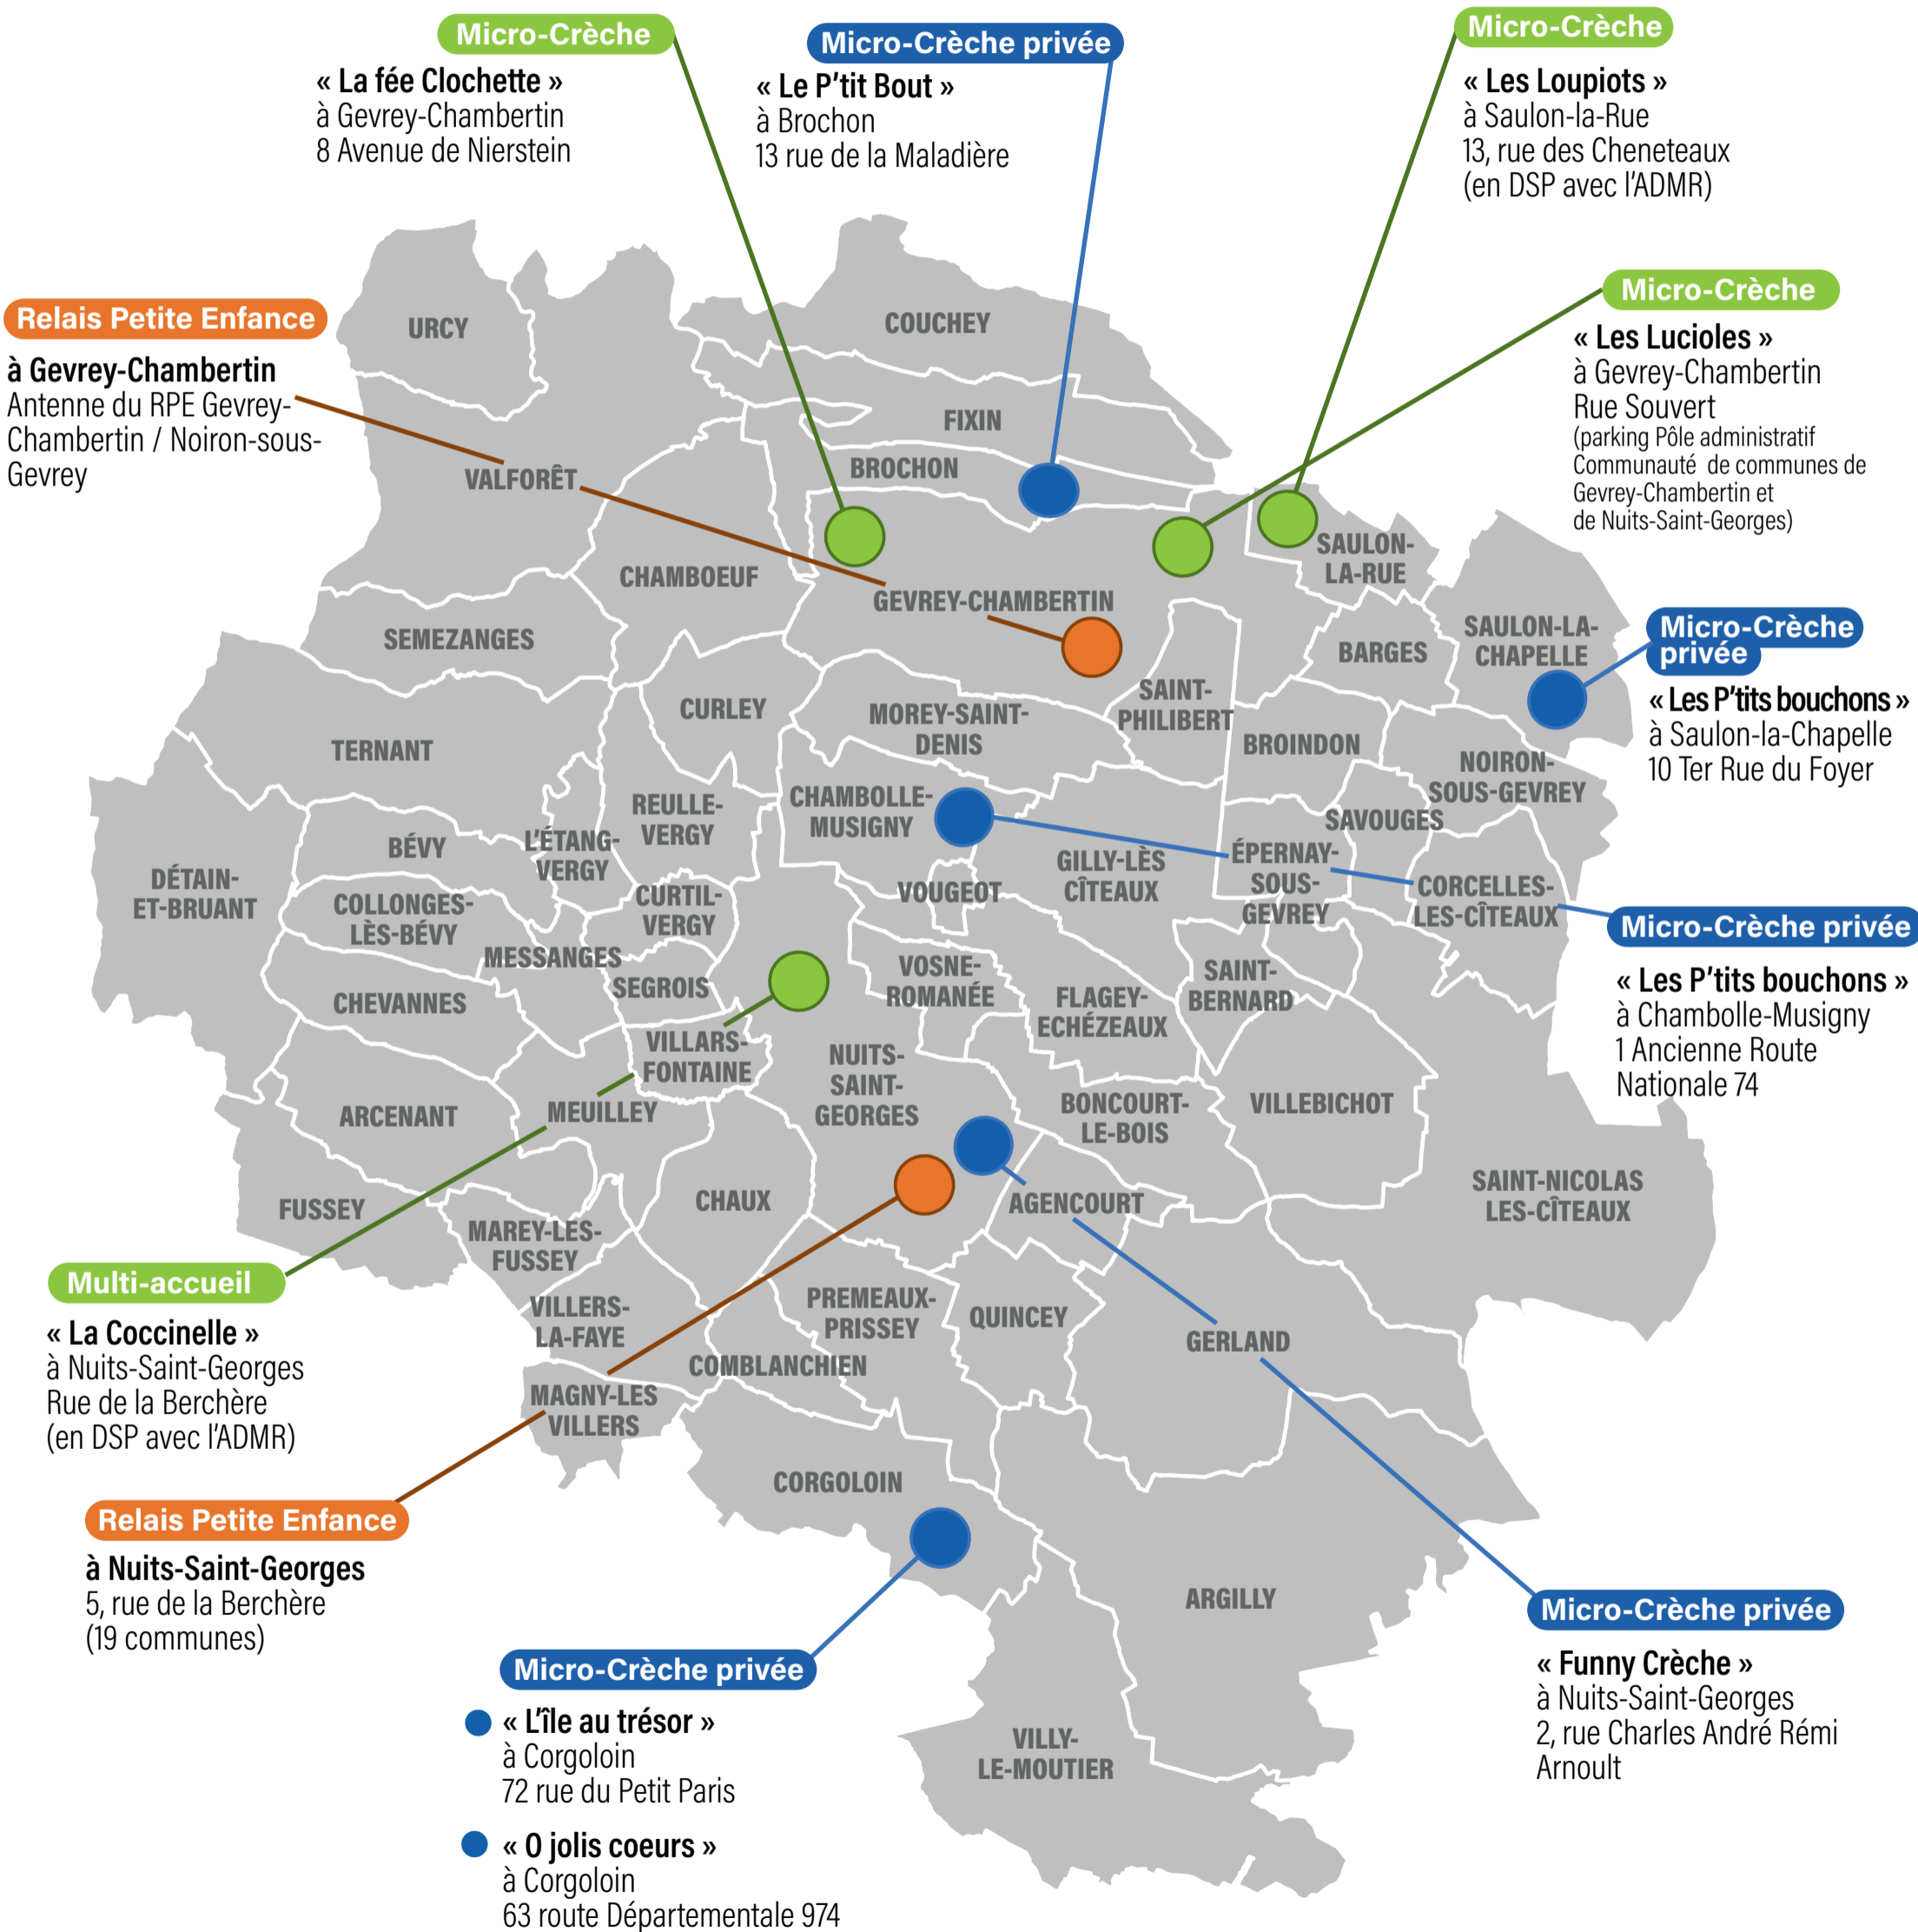 Micro-Crèche
« La fée Clochette »
à Gevrey-Chambertin
8 Avenue de Nierstein
Micro-Crèche privée
« Le P'tit Bout »
à Brochon
13 rue de la Maladière
Micro-Crèche
« Les Loupiots »
à Saulon-la-Rue
13, rue des Cheneteaux
(en DSP avec l'ADMR)
Micro-Crèche
« Les Lucioles »
à Gevrey-Chambertin
Rue Souvert
(parking Pôle administratif
Communauté de communes de
Gevrey-Chambertin et
de Nuits-Saint-Georges)
Relais Petite Enfance
à Gevrey-Chambertin
Antenne du RPE Gevrey-
Chambertin / Noiron-sous-
Gevrey
URCY
COUCHEY
FIXIN
BROCHON
VALFORÊT
CHAMBOEUF
GEVREY-CHAMBERTIN
SAULON-
LA-RUE
SEMEZANGES
BARGES
SAULON-LA-
CHAPELLE
Micro-Crèche
privée
« Les P'tits bouchons »
à Saulon-la-Chapelle
10 Ter Rue du Foyer
CURLEY
MOREY-SAINT-
DENIS
SAINT-
PHILIBERT
BROINDON
TERNANT
NOIRON-
SOUS-GEVREY
REULLE-
VERGY
CHAMBOLLE-
MUSIGNY
SAVOUGES
BÉVY
L'ÉTANG-
VERGY
GILLY-LÈS
CÎTEAUX
ÉPERNAY-
SOUS-
GEVREY
DÉTAIN-
ET-BRUANT
COLLONGES-
LÈS-BÉVY
CURTIL-
VERGY
VOUGEOT
CORCELLES-
LES-CÎTEAUX
Micro-Crèche privée
« Les P'tits bouchons »
à Chambolle-Musigny
1 Ancienne Route
Nationale 74
MESSANGES
SEGROIS
VOSNE-
ROMANÉE
SAINT-
BERNARD
CHEVANNES
FLAGEY-
ECHÉZEAUX
VILLARS-
FONTAINE
NUITS-
SAINT-
GEORGES
ARCENANT
MEUILLEY
BONCOURT-
LE-BOIS
VILLEBICHOT
FUSSEY
CHAUX
AGENCOURT
SAINT-NICOLAS
LES-CÎTEAUX
MAREY-LES-
FUSSEY
Multi-accueil
« La Coccinelle »
à Nuits-Saint-Georges
Rue de la Berchère
(en DSP avec l'ADMR)
VILLERS-
LA-FAYE
PREMEAUX-
PRISSEY
QUINCEY
GERLAND
COMBLANCHIEN
MAGNY-LES
VILLERS
CORGOLOIN
Relais Petite Enfance
à Nuits-Saint-Georges
5, rue de la Berchère
(19 communes)
ARGILLY
Micro-Crèche privée
« Funny Crèche »
à Nuits-Saint-Georges
2, rue Charles André Rémi
Arnoult
Micro-Crèche privée
« L'île au trésor »
à Corgoloin
72 rue du Petit Paris
« O jolis coeurs »
à Corgoloin
63 route Départementale 974
VILLY-
LE-MOUTIER